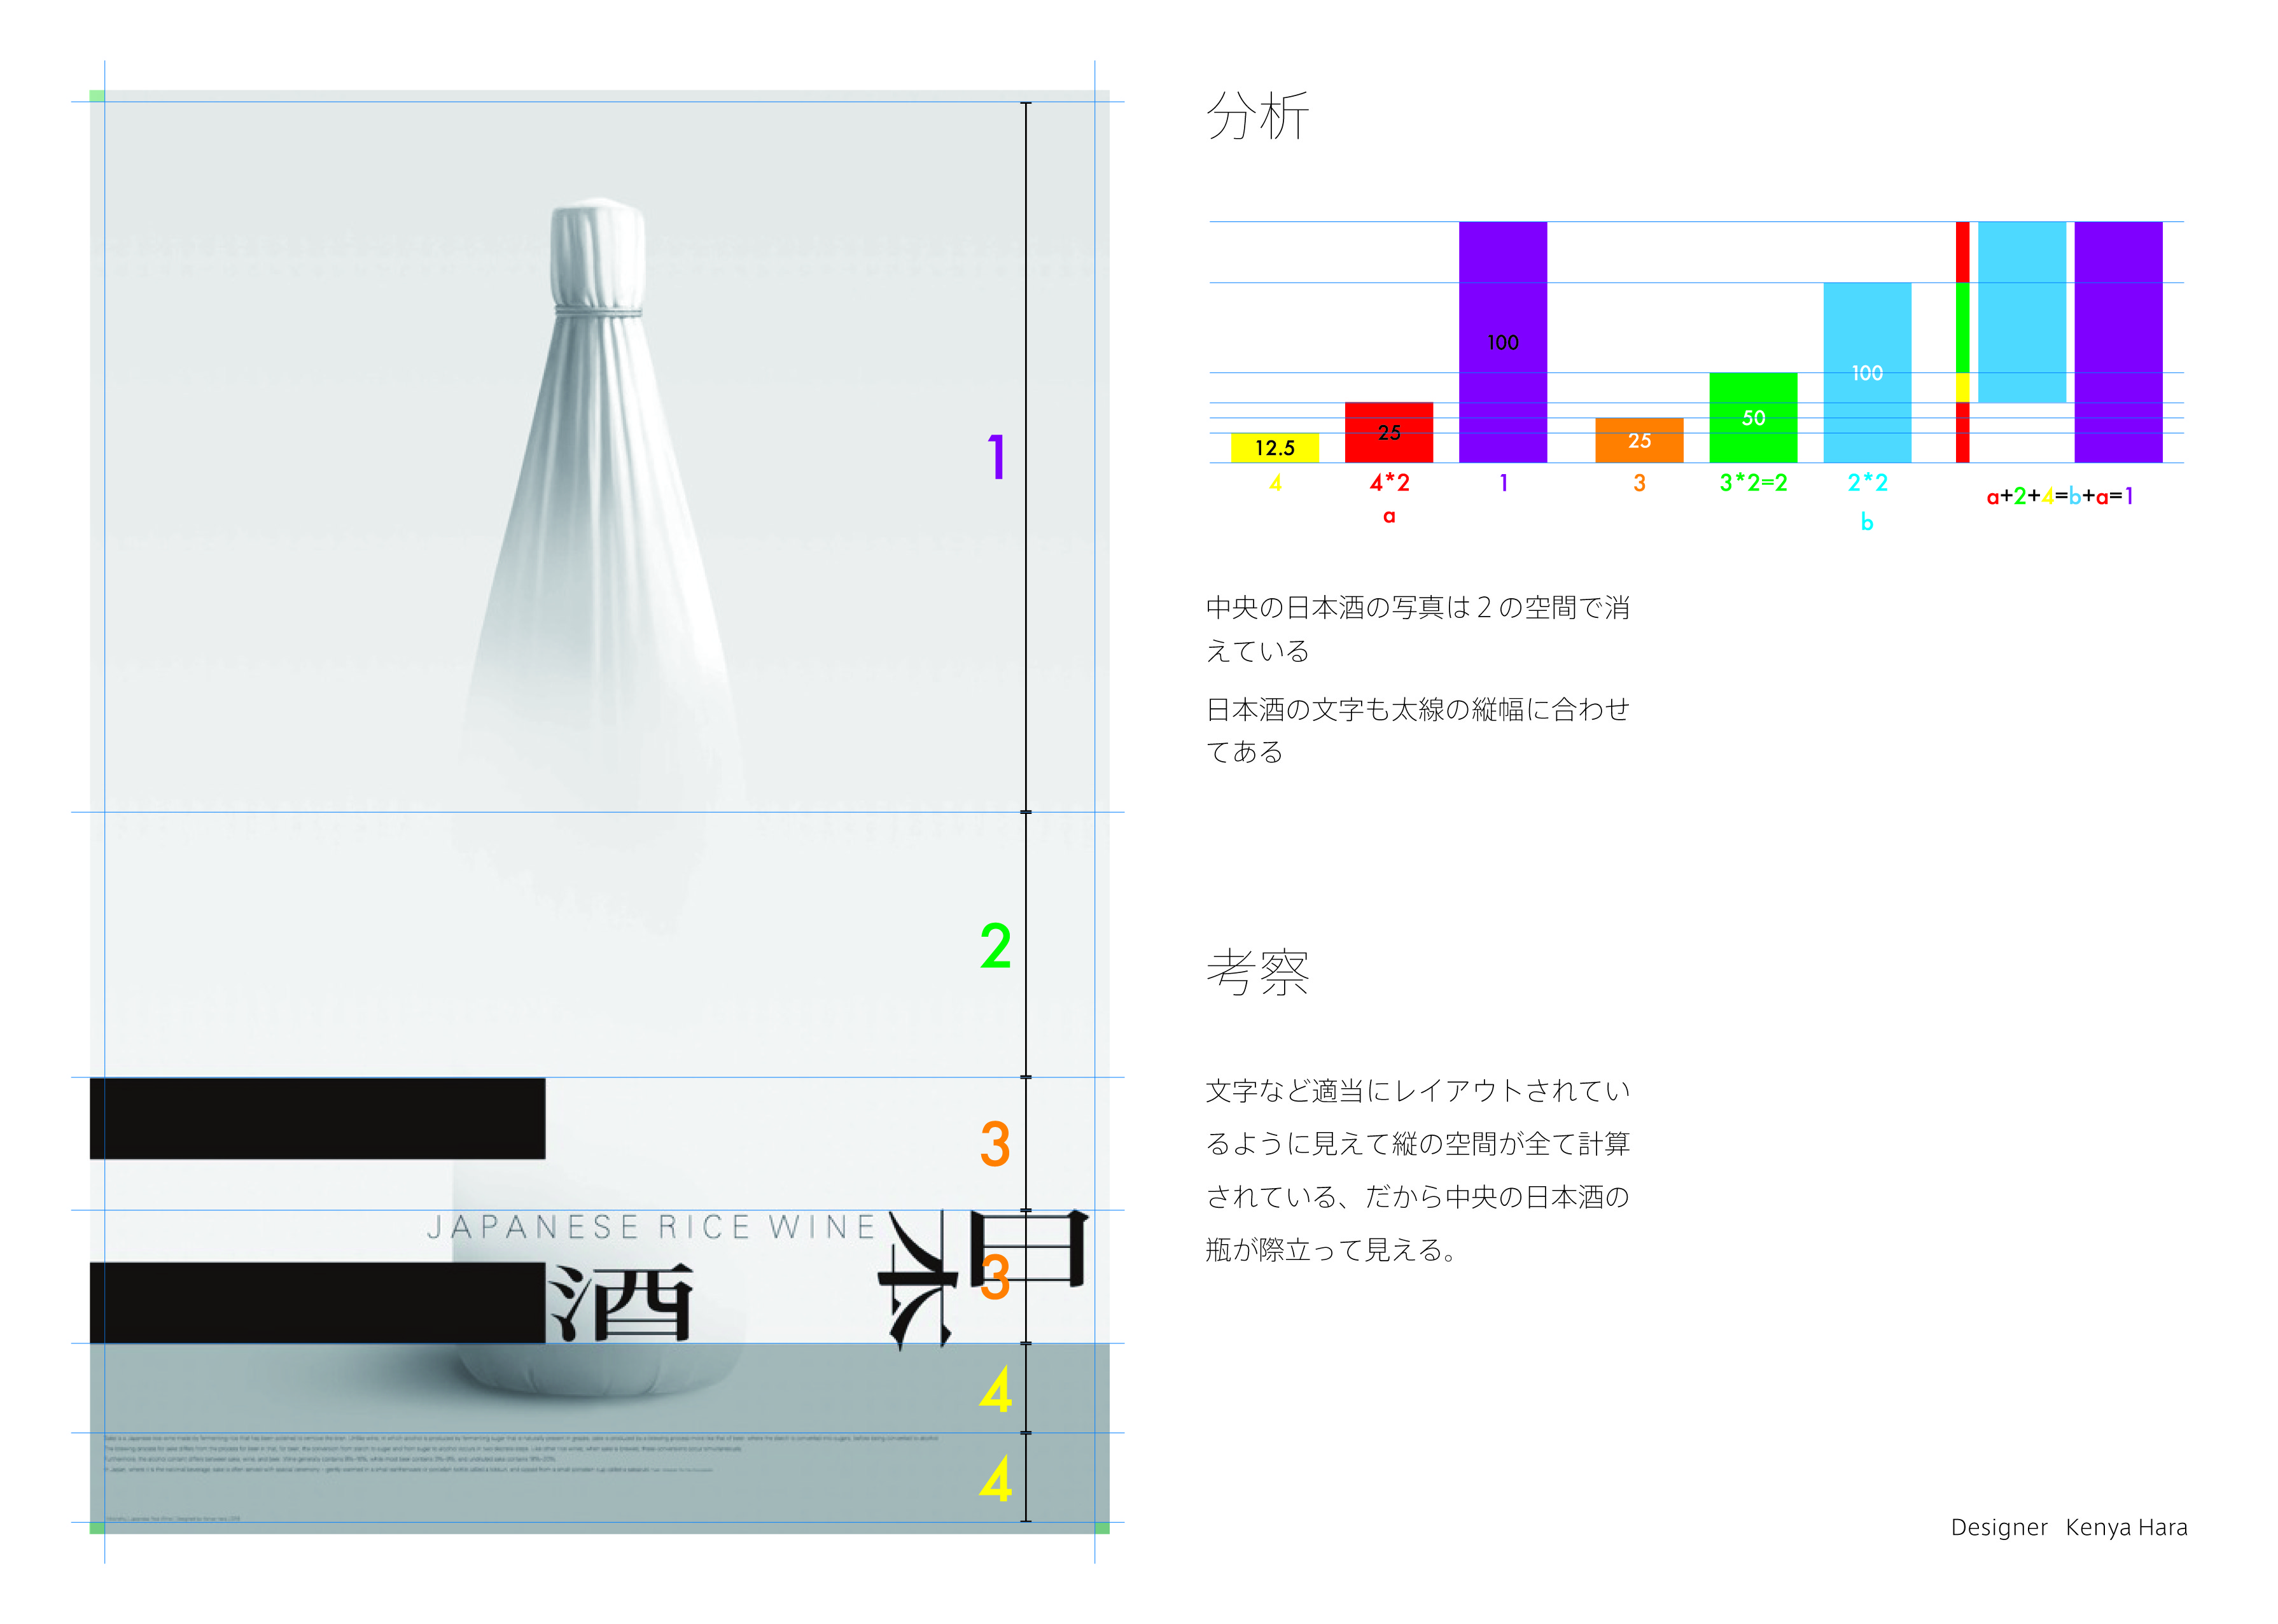 1
2
3
JAPANESE RICE WINE
日
本
3
酒
4
4
分析
100
100
50
25
25
12.5
4
4*2
1
3
3*2=2
2*2
a+2+4=b+a=1
a
b
中央の日本酒の写真は2の空間で消
えている
日本酒の文字も太線の縦幅に合わせ
てある
考察
文字など適当にレイアウトされてい
るように見えて縦の空間が全て計算
されている、だから中央の日本酒の
瓶が際立って見える。
Designer Kenya Hara